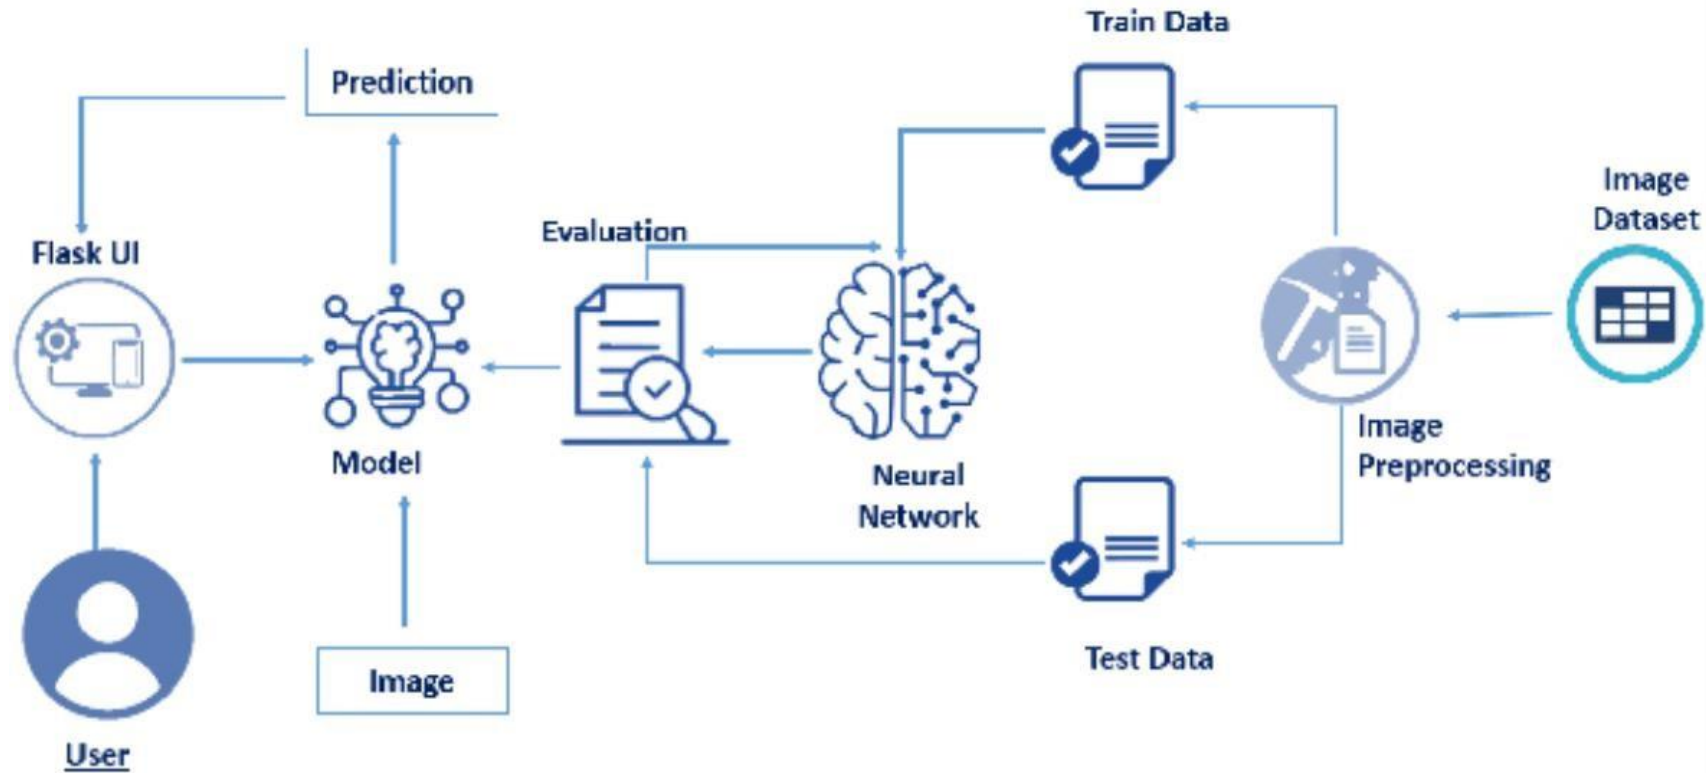 Train Data
Prediction
Image
Dataset
Evaluation
Flask UI
Image
Preprocessing
Model
Neural
Network
Test Data
Image
User